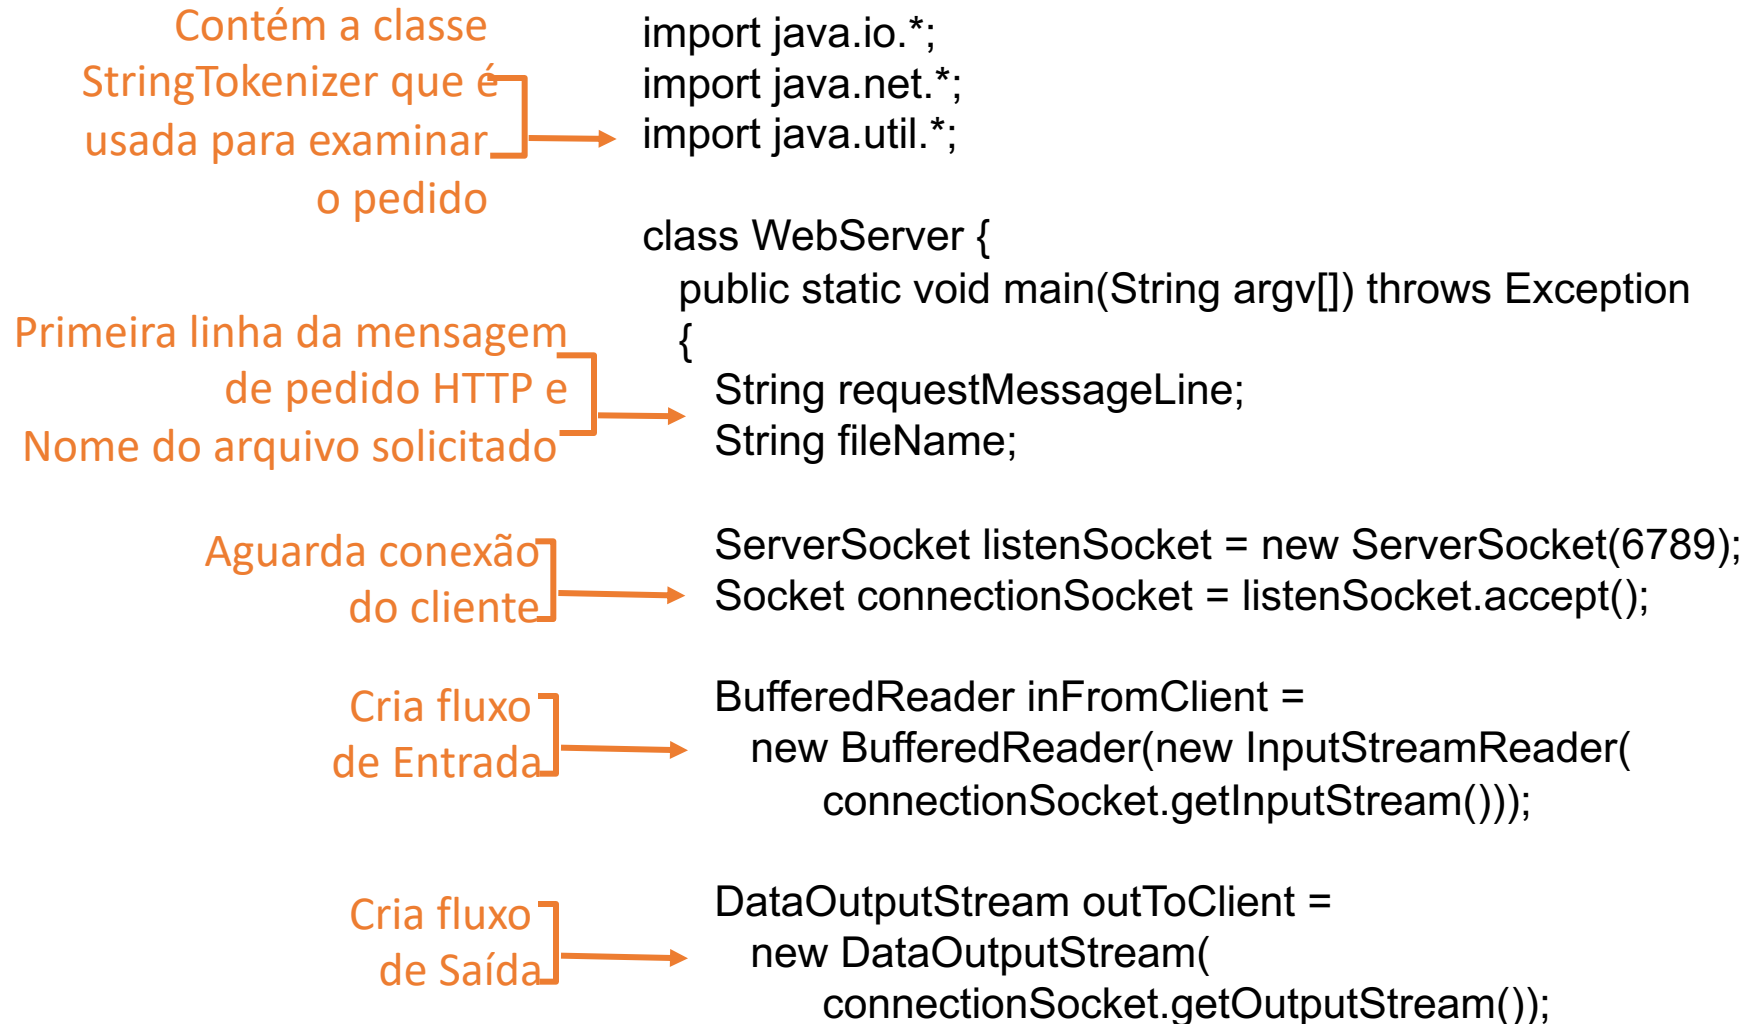 Contém a classe
StringTokenizer que é
usada para examinar
o pedido
import java.io.*;
import java.net.*;
import java.util.*;
class WebServer {
public static void main(String argv[]) throws Exception
{
Primeira linha da mensagem
de pedido HTTP e
Nome do arquivo solicitado
String requestMessageLine;
String fileName;
Aguarda conexão
do cliente
ServerSocket listenSocket = new ServerSocket(6789);
Socket connectionSocket = listenSocket.accept();
Cria fluxo
de Entrada
BufferedReader inFromClient =
new BufferedReader(new InputStreamReader(
connectionSocket.getInputStream()));
Cria fluxo
de Saída
DataOutputStream outToClient =
new DataOutputStream(
connectionSocket.getOutputStream());